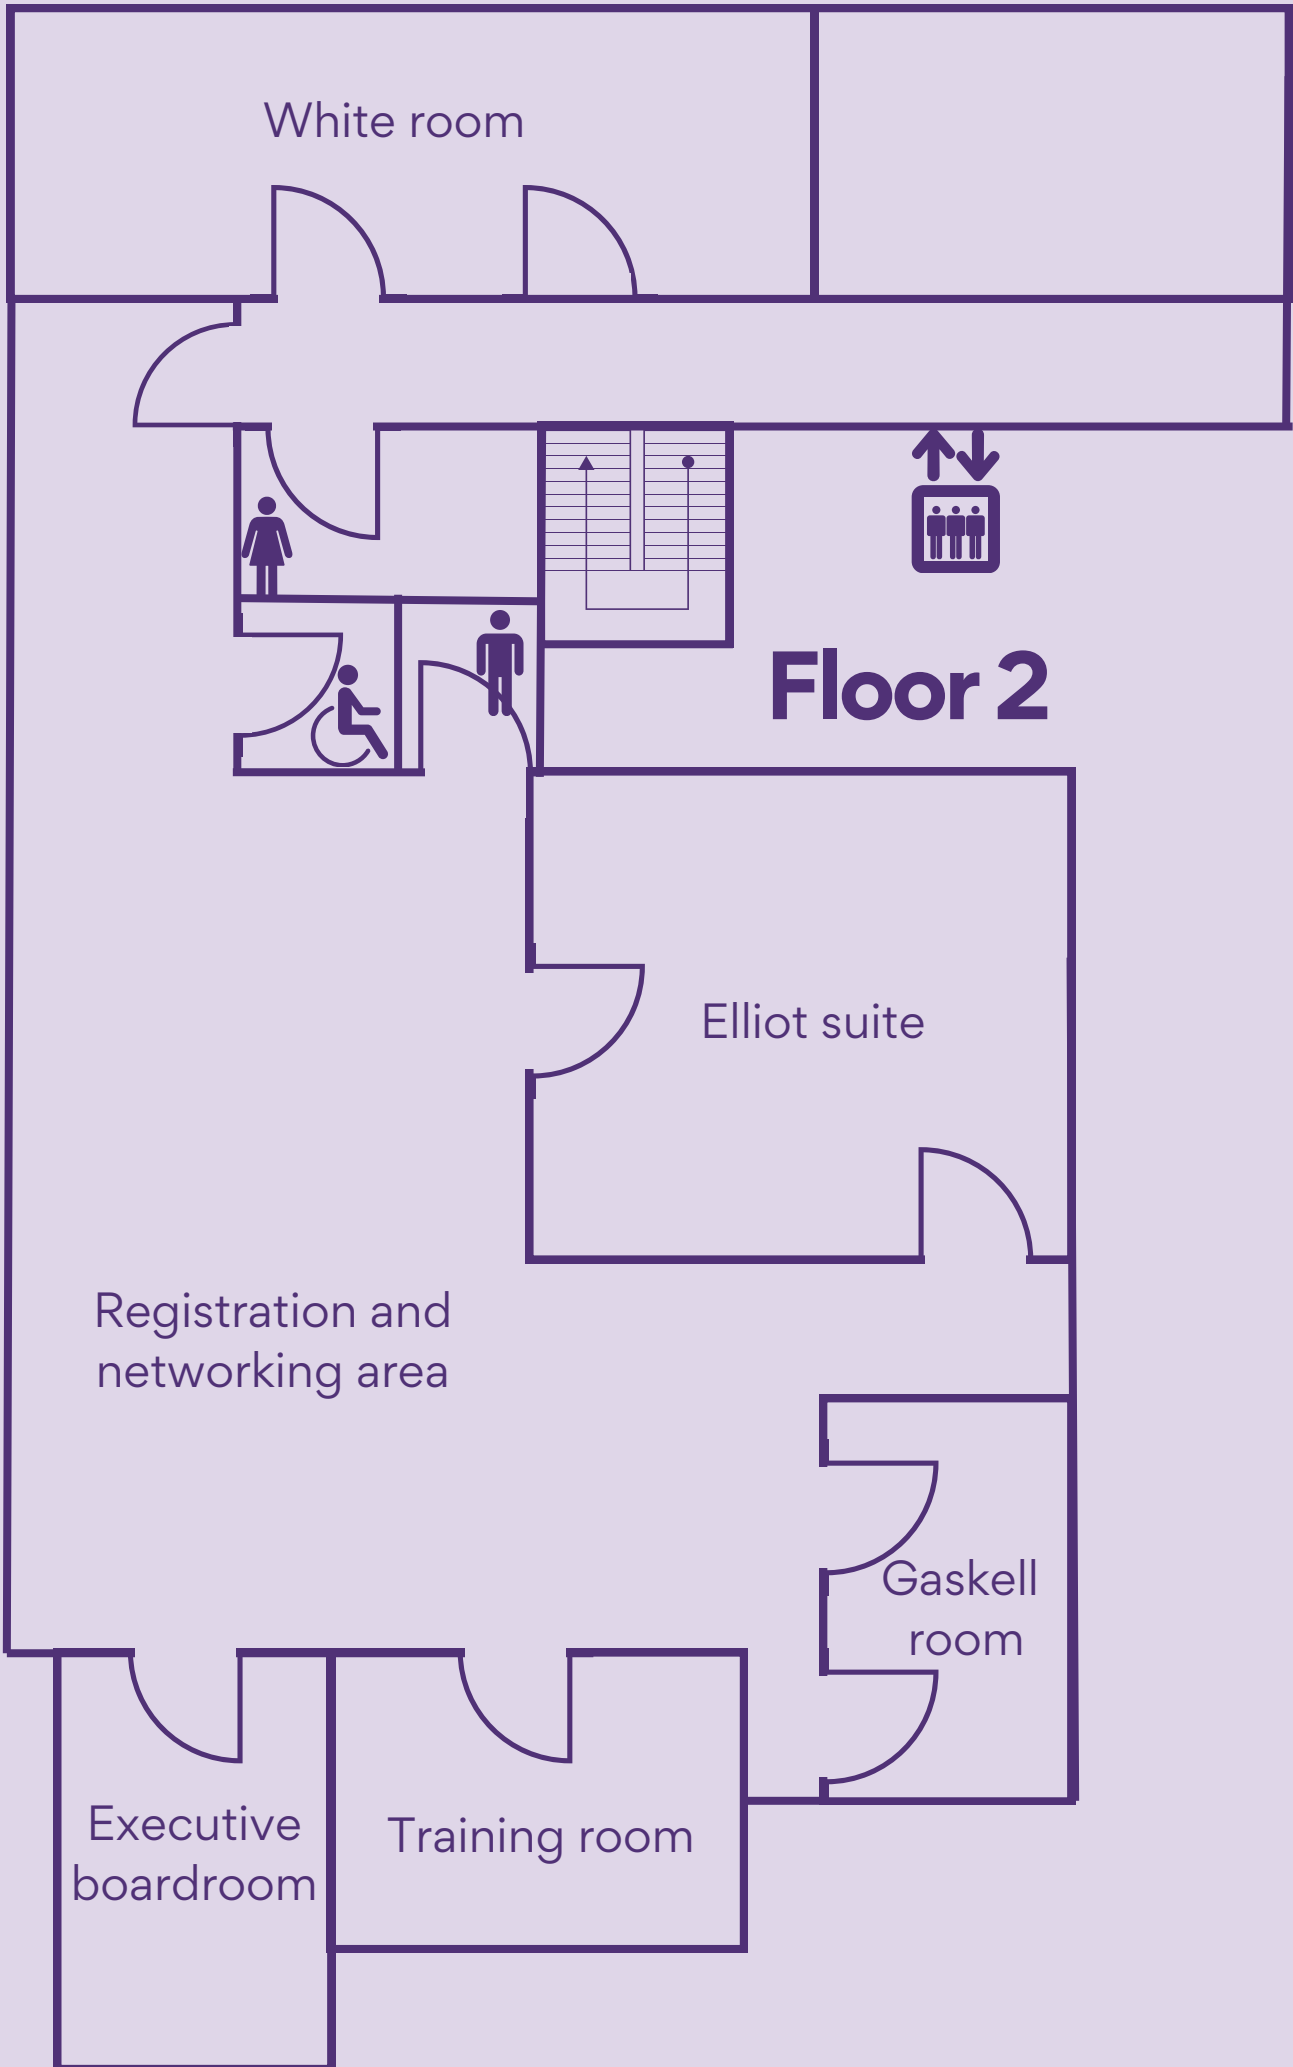 White room
Floor 2
Elliot suite
Registration and
networking area
Gaskell
room
Executive
boardroom
Training room